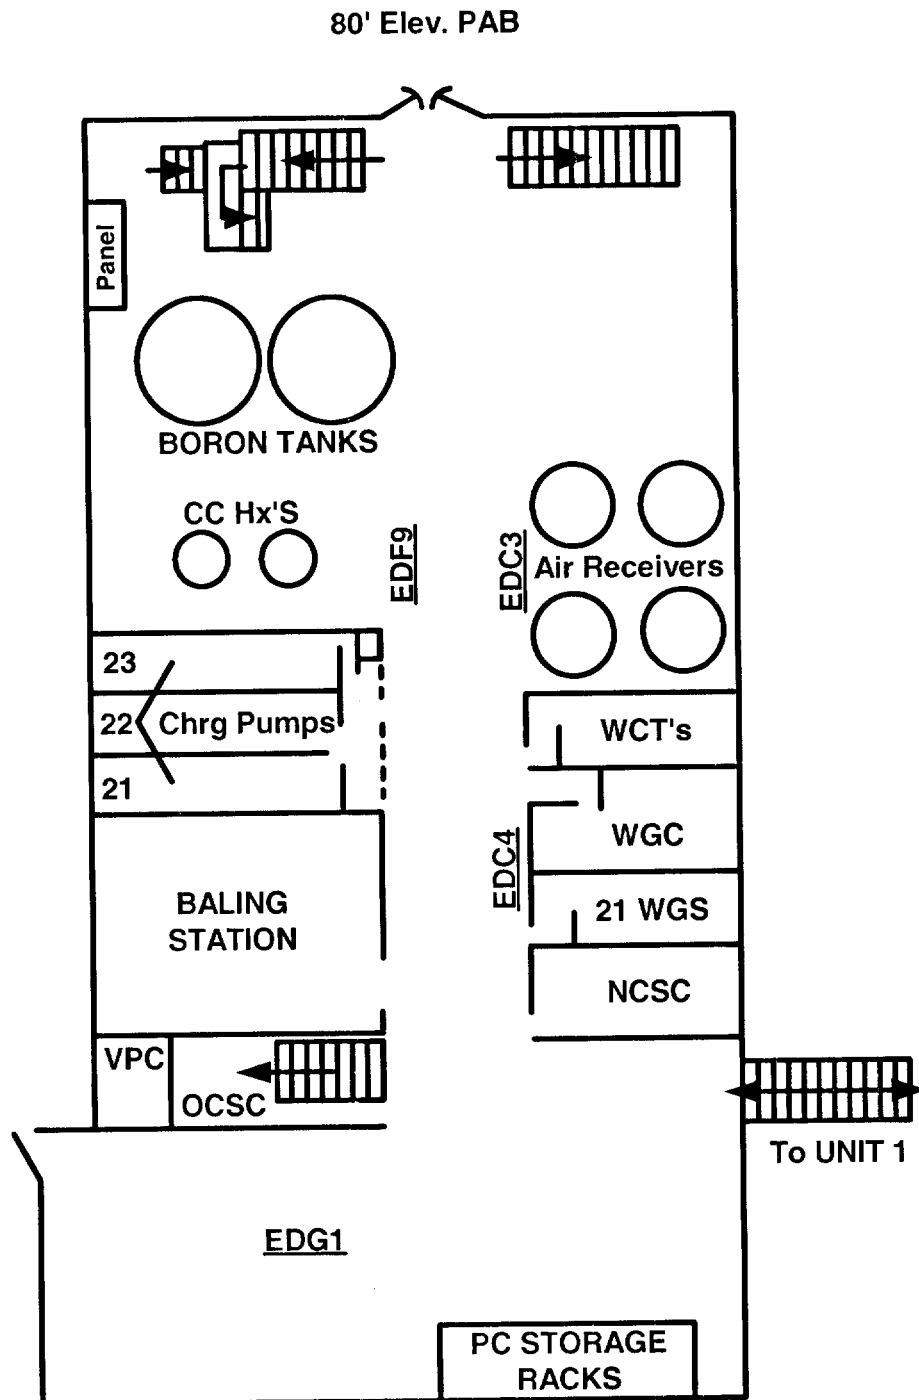 80' Elev. PAB
Panel
BORON TANKS
CC Hx'S
EDF9
EDC3
Air Receivers
23
22 Chrg Pumps
21
WCT's
WGC
EDC4
BALING
STATION
21 WGS
NCSC
VPC
OCSC
To UNIT 1
EDG1
PC STORAGE
RACKS